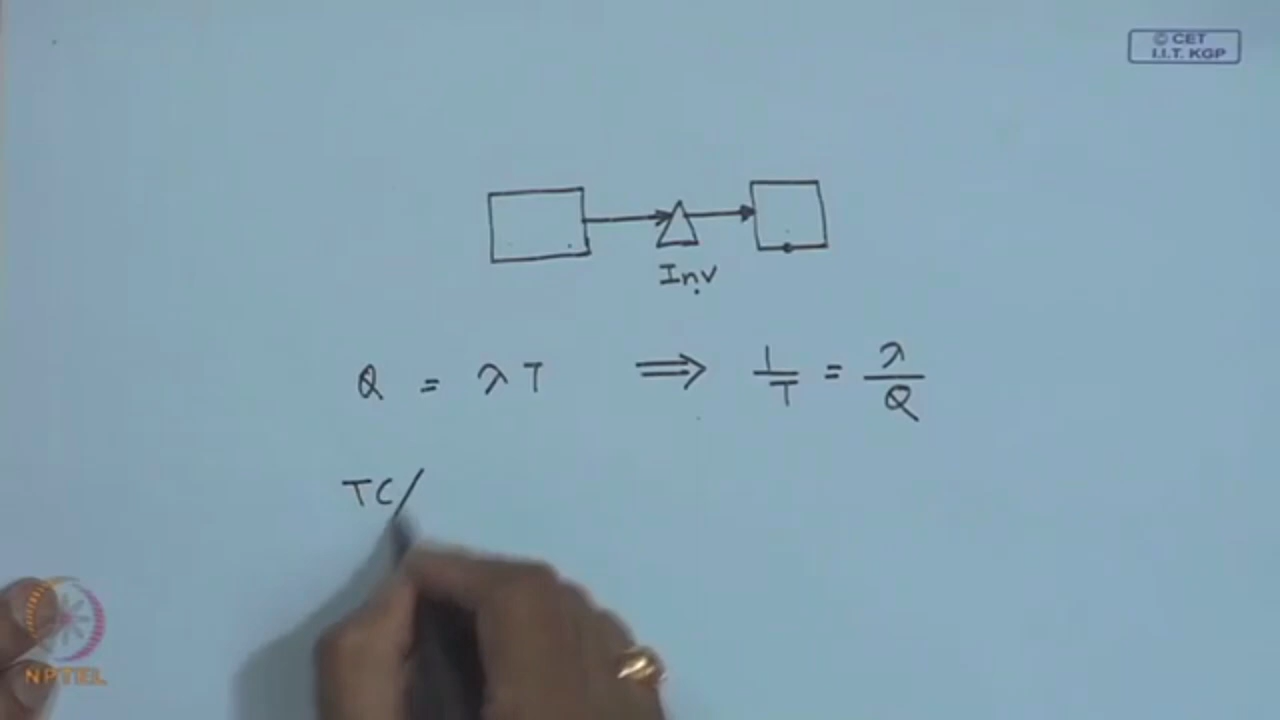 © CET
I.I.T. KGP
Inv
Q = λT ⟹ 1/T = λ/Q
TC/
NPTEL